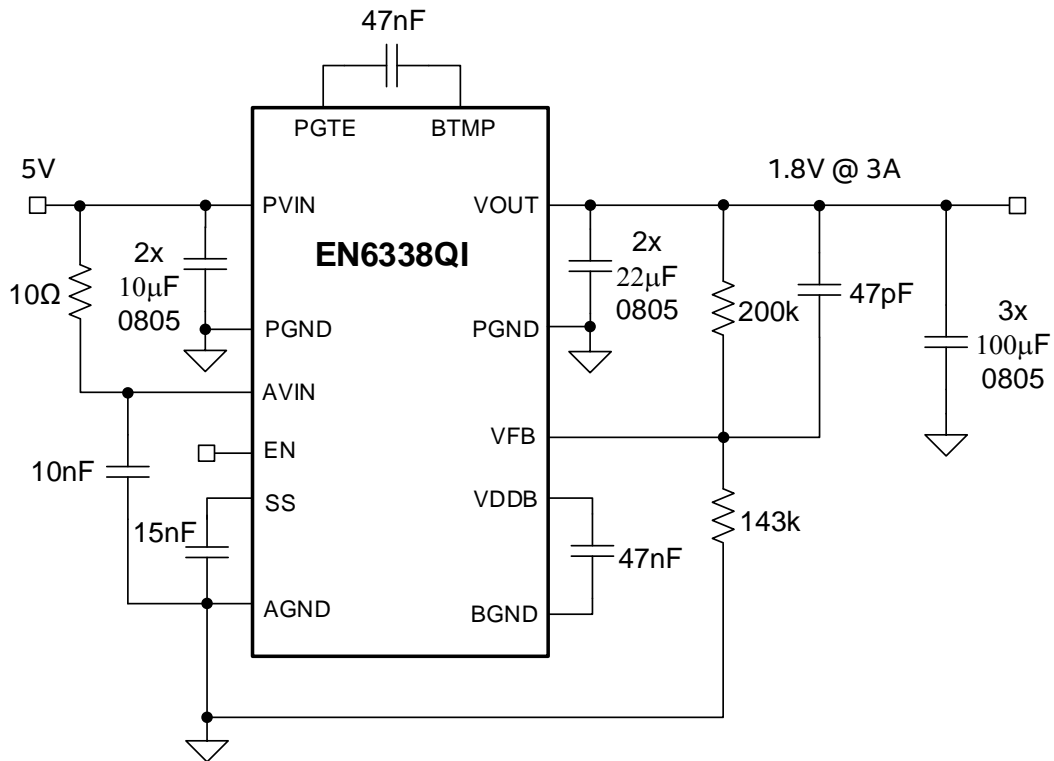 47nF
PGTE
BTMP
5V
1.8V @ 3A
PVIN
VOUT
EN6338QI
2x
10µF
0805
2x
22µF
0805
10Ω
200k
47pF
3x
100µF
0805
PGND
PGND
AVIN
VFB
EN
10nF
SS
VDDB
15nF
143k
47nF
AGND
BGND